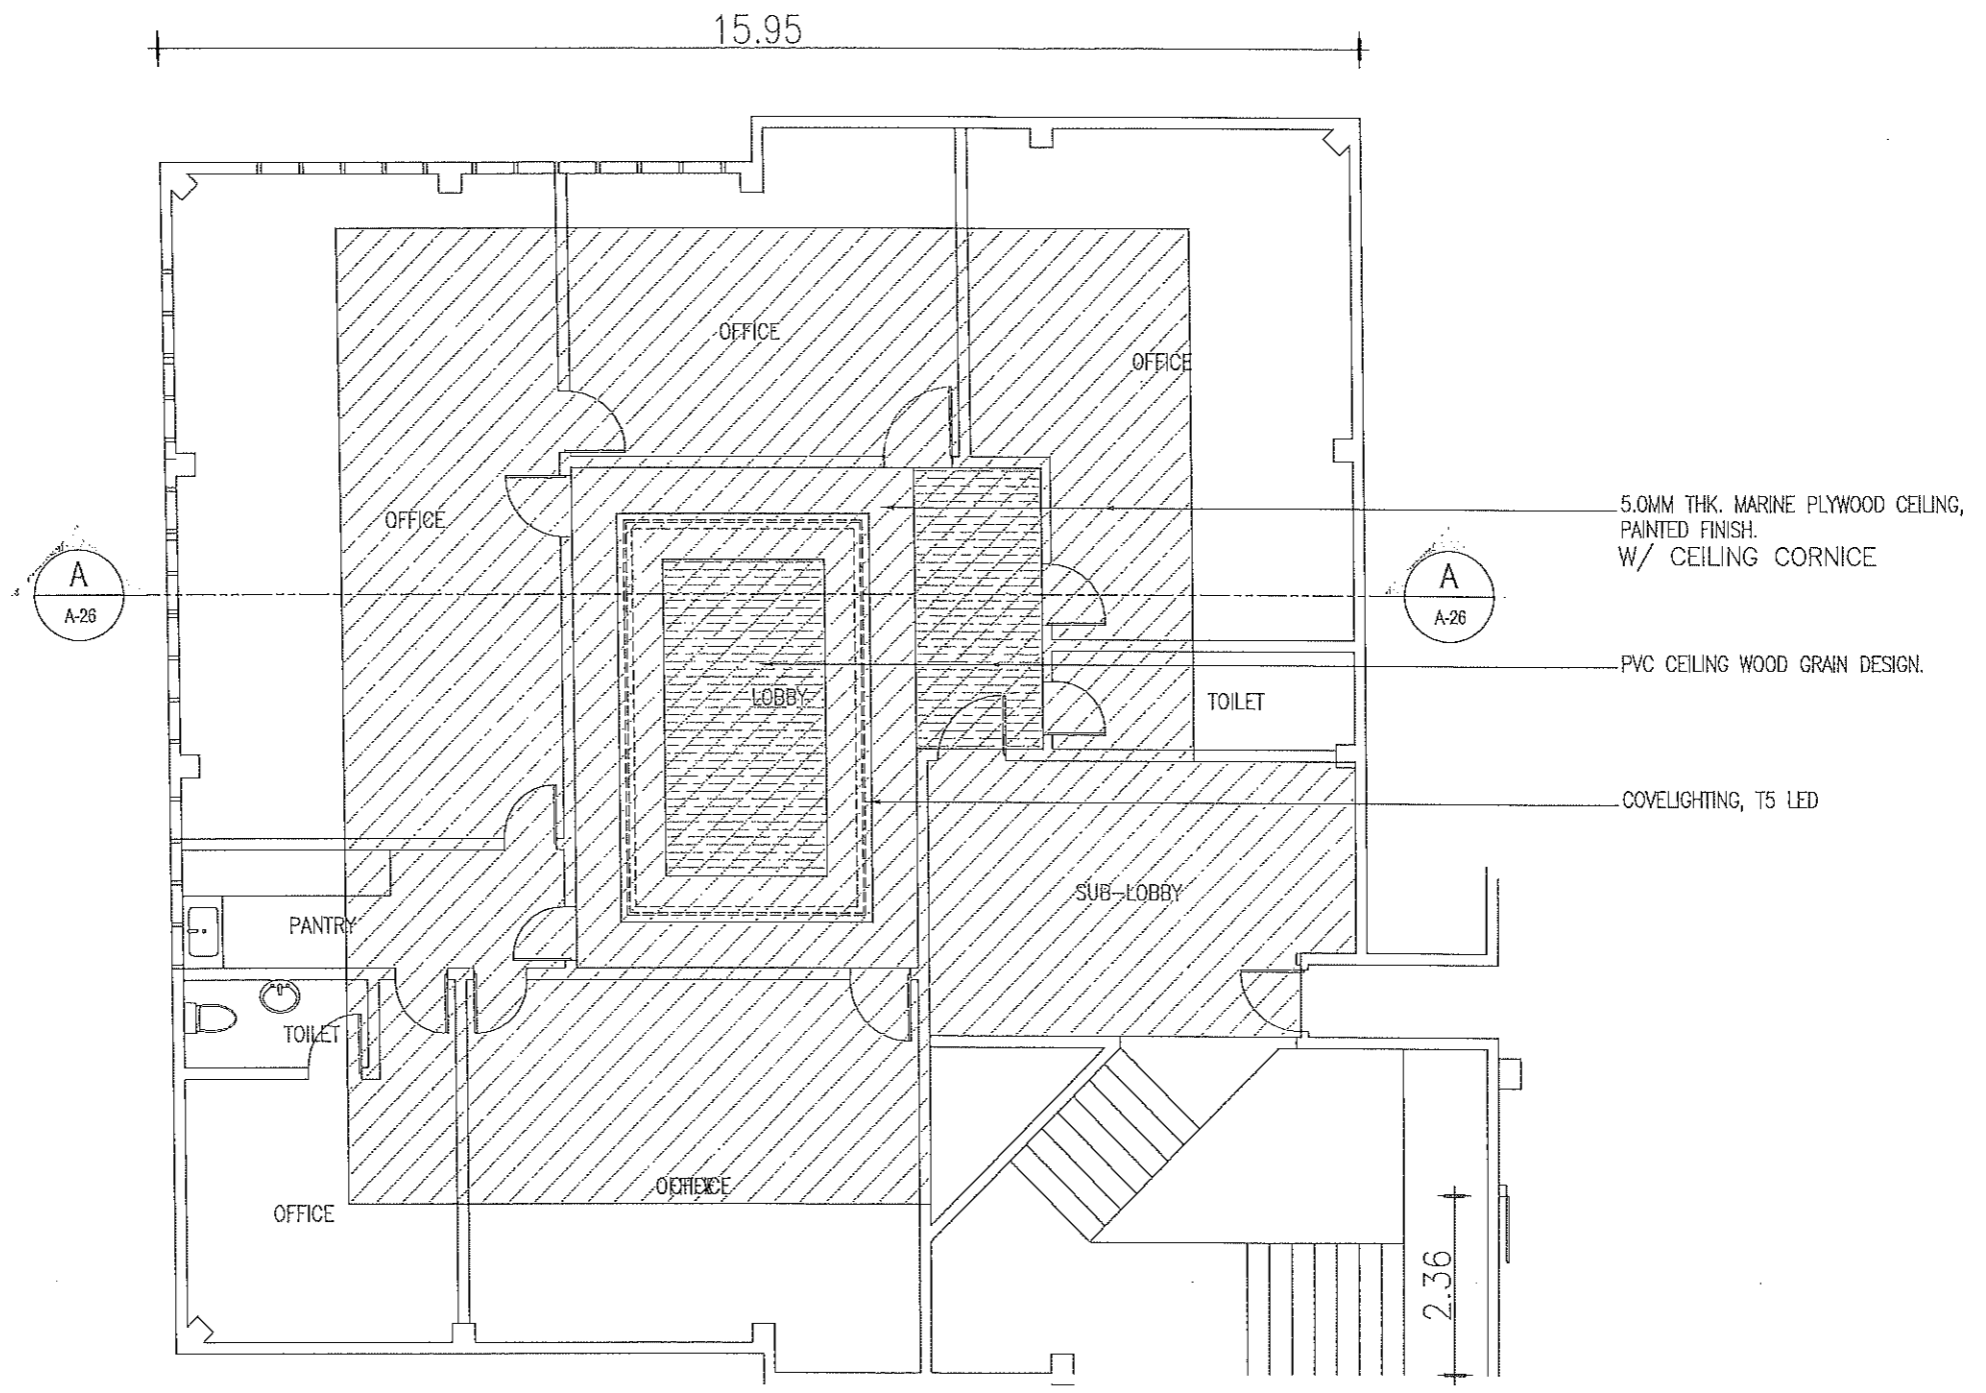 15.95
OFFICE
OFFICE
OFFICE
5.0MM THK. MARINE PLYWOOD CEILING,
PAINTED FINISH.
W/ CEILING CORNICE
A
A-26
A
A-26
PVC CEILING WOOD GRAIN DESIGN.
LOBBY
TOILET
COVELIGHTING, T5 LED
SUB-LOBBY
PANTRY
TOILET
OFFICE
OFFICE
2.36